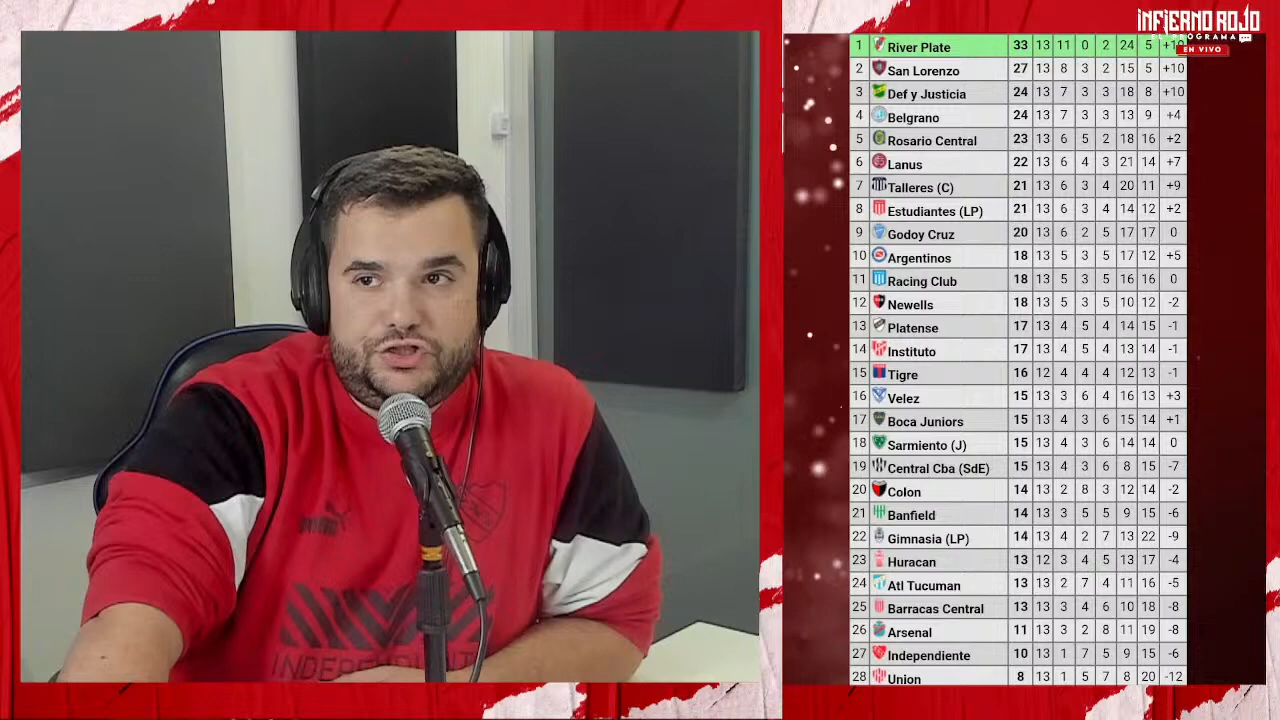 INFIERNO ROJO
EL PROGRAMA
EN VIVO
1 River Plate 33 13 11 0 2 24 5
2 San Lorenzo 27 13 8 3 2 15 5 +10
3 Def y Justicia 24 13 7 3 3 18 8 +10
4 Belgrano 24 13 7 3 3 13 9 +4
5 Rosario Central 23 13 6 5 2 18 16 +2
6 Lanus 22 13 6 4 3 21 14 +7
7 Talleres (C) 21 13 6 3 4 20 11 +9
8 Estudiantes (LP) 21 13 6 3 4 14 12 +2
9 Godoy Cruz 20 13 6 2 5 17 17 0
10 Argentinos 18 13 5 3 5 17 12 +5
11 Racing Club 18 13 5 3 5 16 16 0
12 Newells 18 13 5 3 5 10 12 -2
13 Platense 17 13 4 5 4 14 15 -1
14 Instituto 17 13 4 5 4 13 14 -1
15 Tigre 16 12 4 4 4 12 13 -1
16 Velez 15 13 3 6 4 16 13 +3
17 Boca Juniors 15 13 4 3 6 15 14 +1
18 Sarmiento (J) 15 13 4 3 6 14 14 0
19 Central Cba (SdE) 15 13 4 3 6 8 15 -7
20 Colon 14 13 2 8 3 12 14 -2
21 Banfield 14 13 3 5 5 9 15 -6
22 Gimnasia (LP) 14 13 4 2 7 13 22 -9
23 Huracan 13 12 3 4 5 13 17 -4
24 Atl Tucuman 13 13 2 7 4 11 16 -5
25 Barracas Central 13 13 3 4 6 10 18 -8
26 Arsenal 11 13 3 2 8 11 19 -8
27 Independiente 10 13 1 7 5 9 15 -6
28 Union 8 13 1 5 7 8 20 -12
INDEPENDIENTE